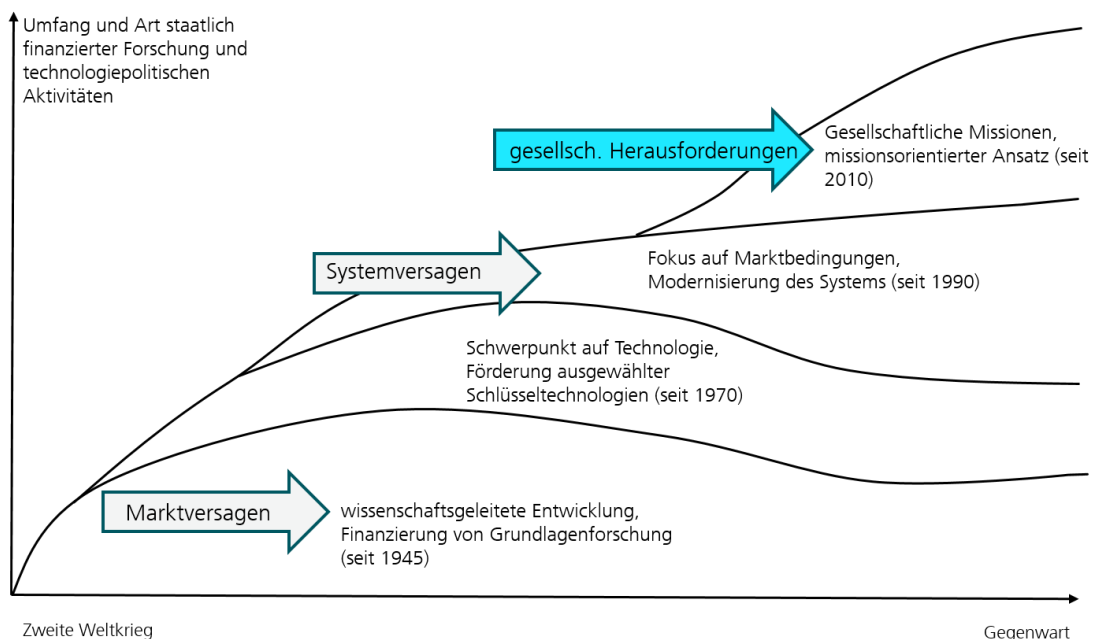 Umfang und Art staatlich
finanzierter Forschung und
technologiepolitischen
Aktivitäten
gesellsch. Herausforderungen
Gesellschaftliche Missionen,
missionsorientierter Ansatz (seit
2010)
Systemversagen
Fokus auf Marktbedingungen,
Modernisierung des Systems (seit 1990)
Schwerpunkt auf Technologie,
Förderung ausgewählter
Schlüsseltechnologien (seit 1970)
Marktversagen
wissenschaftsgeleitete Entwicklung,
Finanzierung von Grundlagenforschung
(seit 1945)
Zweite Weltkrieg
Gegenwart